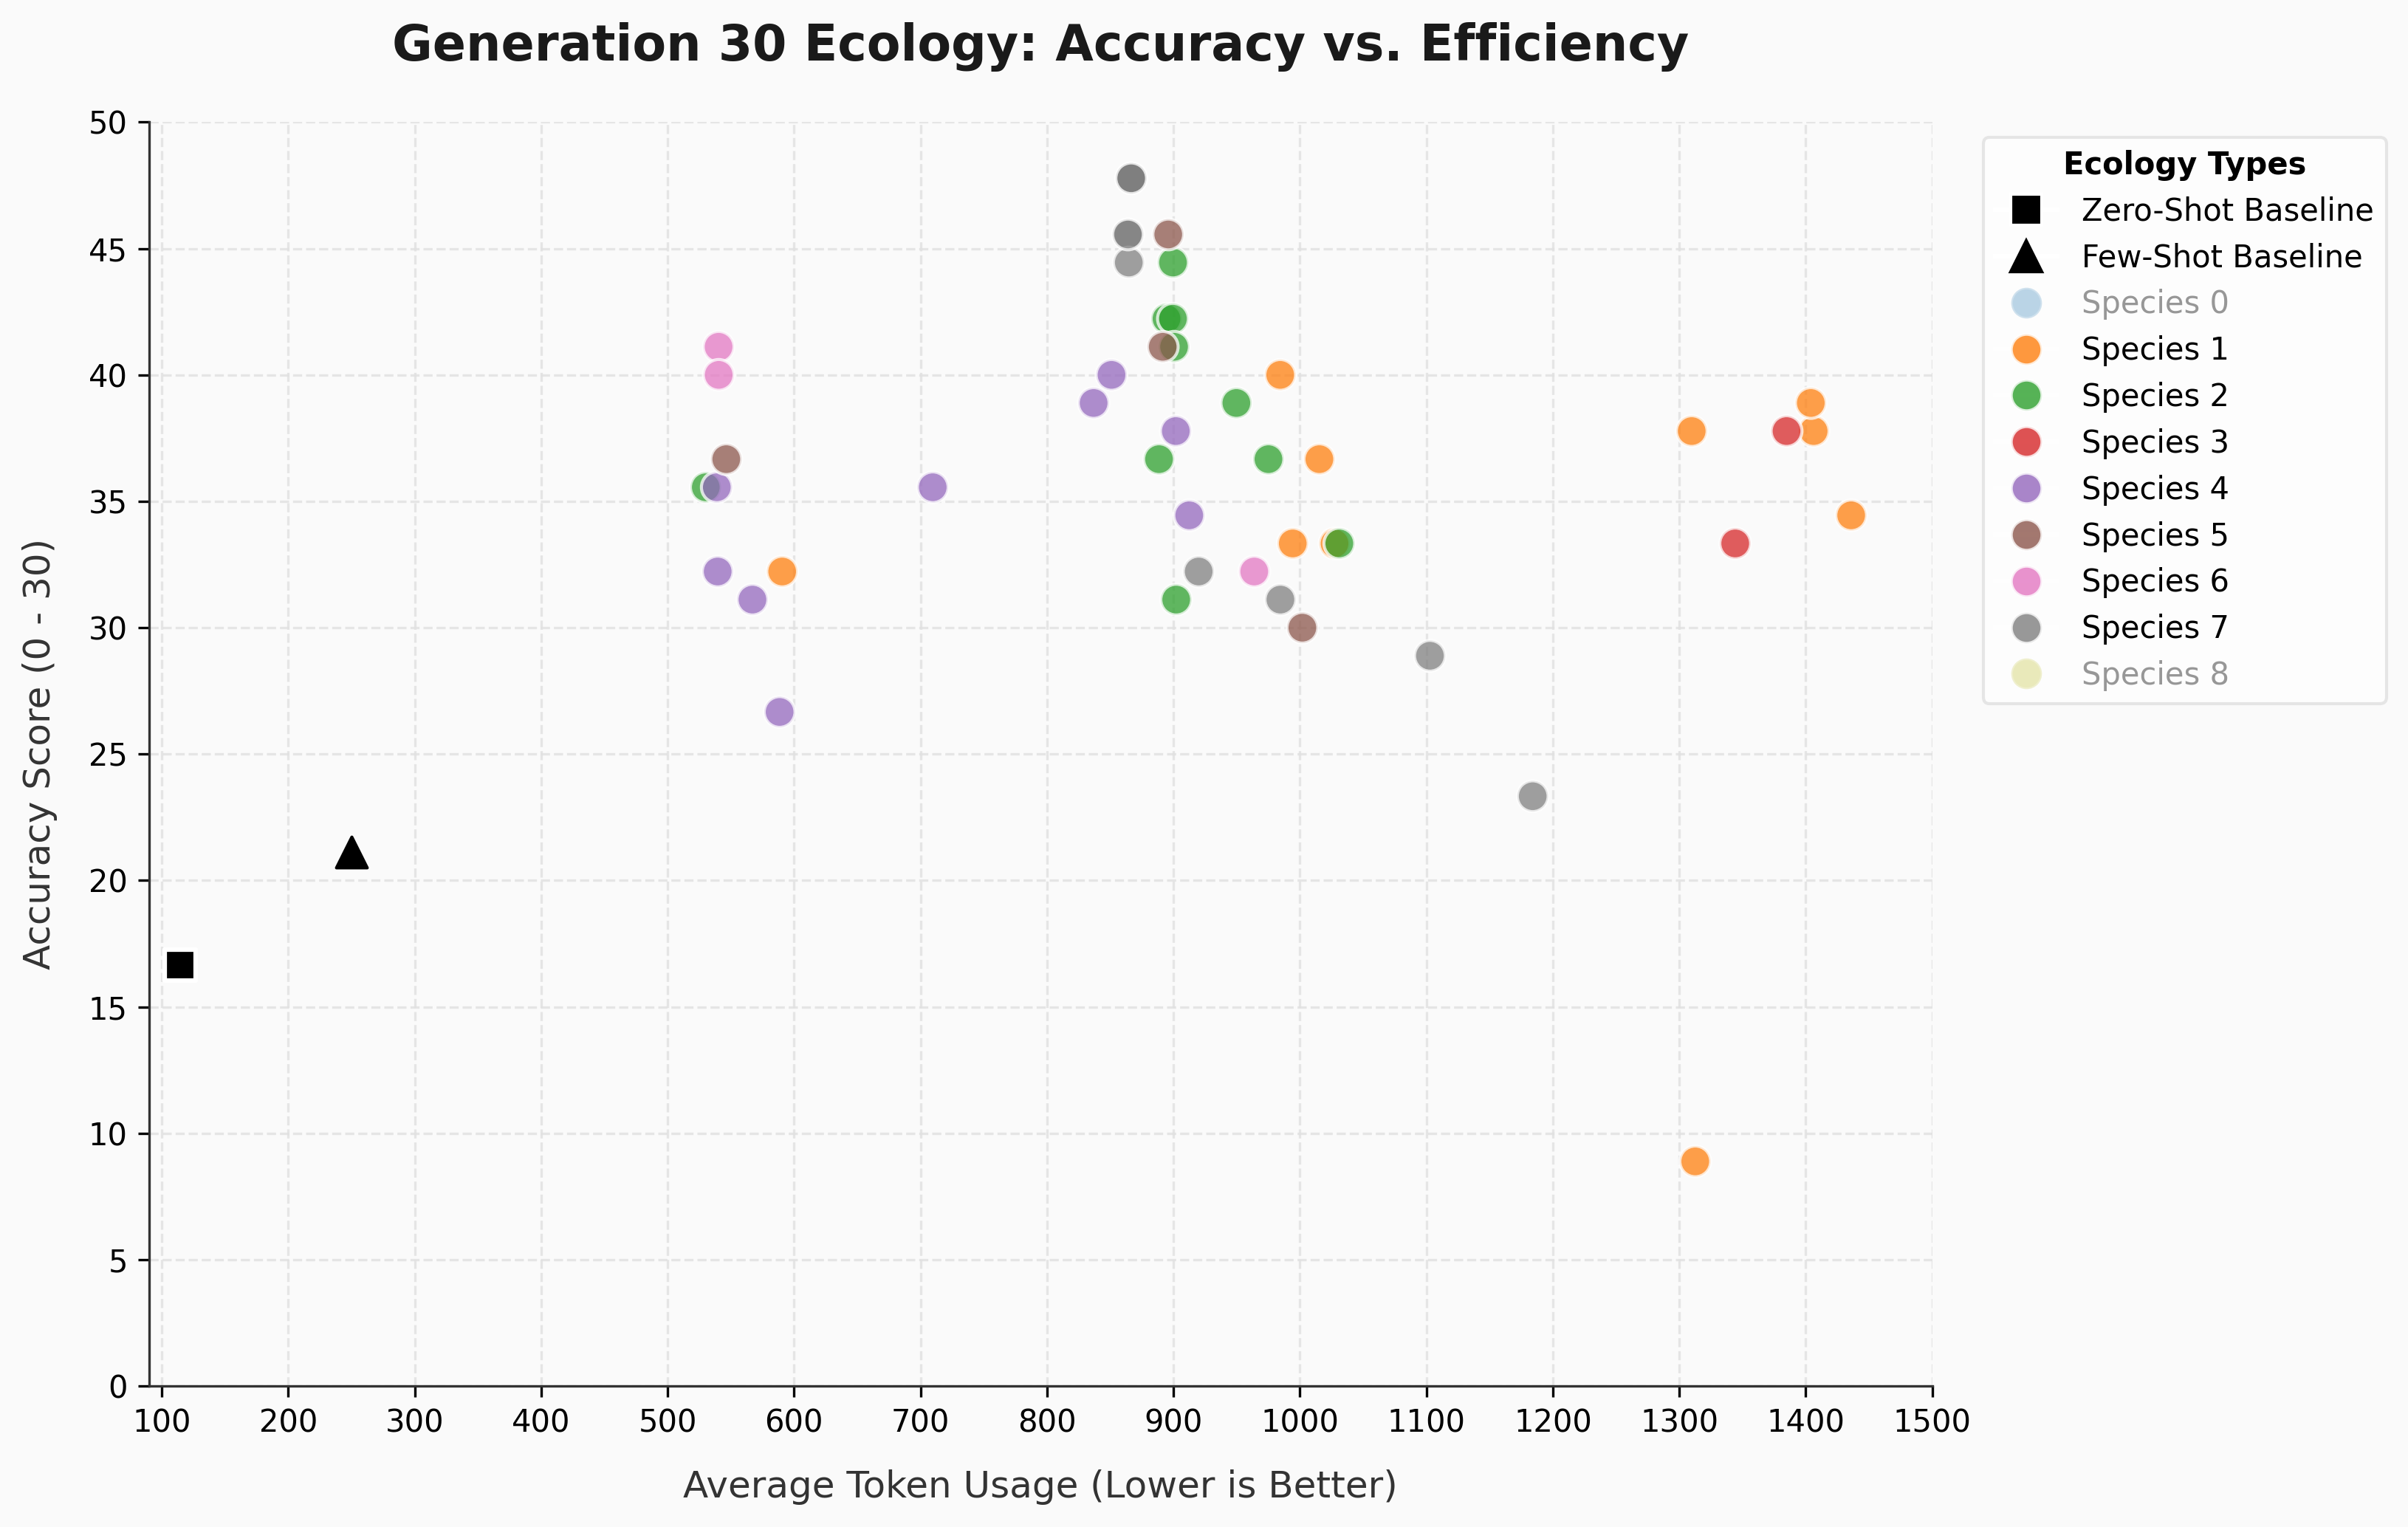 Generation 30 Ecology: Accuracy vs. Efficiency
Accuracy Score (0 - 30)
50
45
40
35
30
25
20
15
10
5
0
100 200 300 400 500 600 700 800 900 1000 1100 1200 1300 1400 1500
Average Token Usage (Lower is Better)
Ecology Types
Zero-Shot Baseline
Few-Shot Baseline
Species 0
Species 1
Species 2
Species 3
Species 4
Species 5
Species 6
Species 7
Species 8